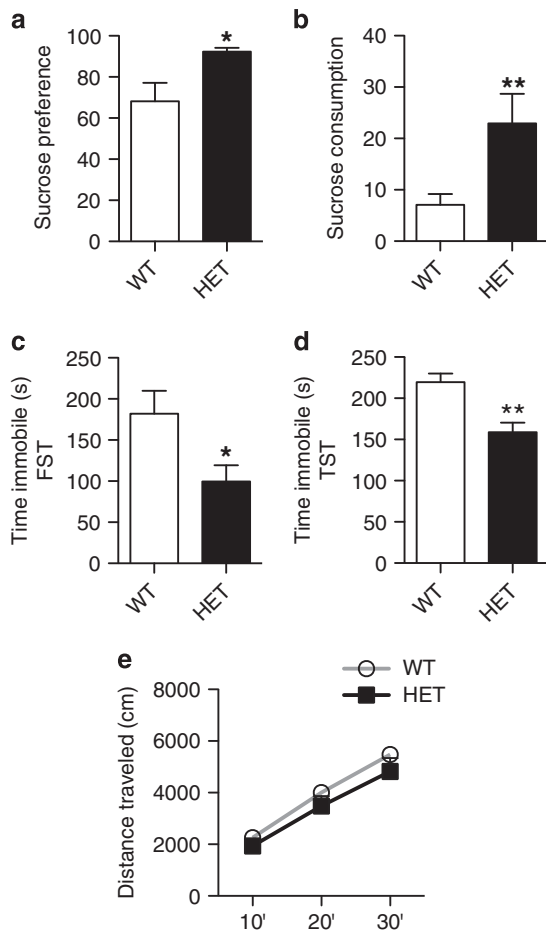 a
Sucrose preference
100
80
60
40
20
0
*
WT
HET
b
Sucrose consumption
40
30
20
10
0
**
WT
HET
c
Time immobile (s)
FST
250
200
150
100
50
0
*
WT
HET
d
Time immobile (s)
TST
250
200
150
100
50
0
**
WT
HET
e
WT
HET
Distance traveled (cm)
8000
6000
4000
2000
0
10'
20'
30'